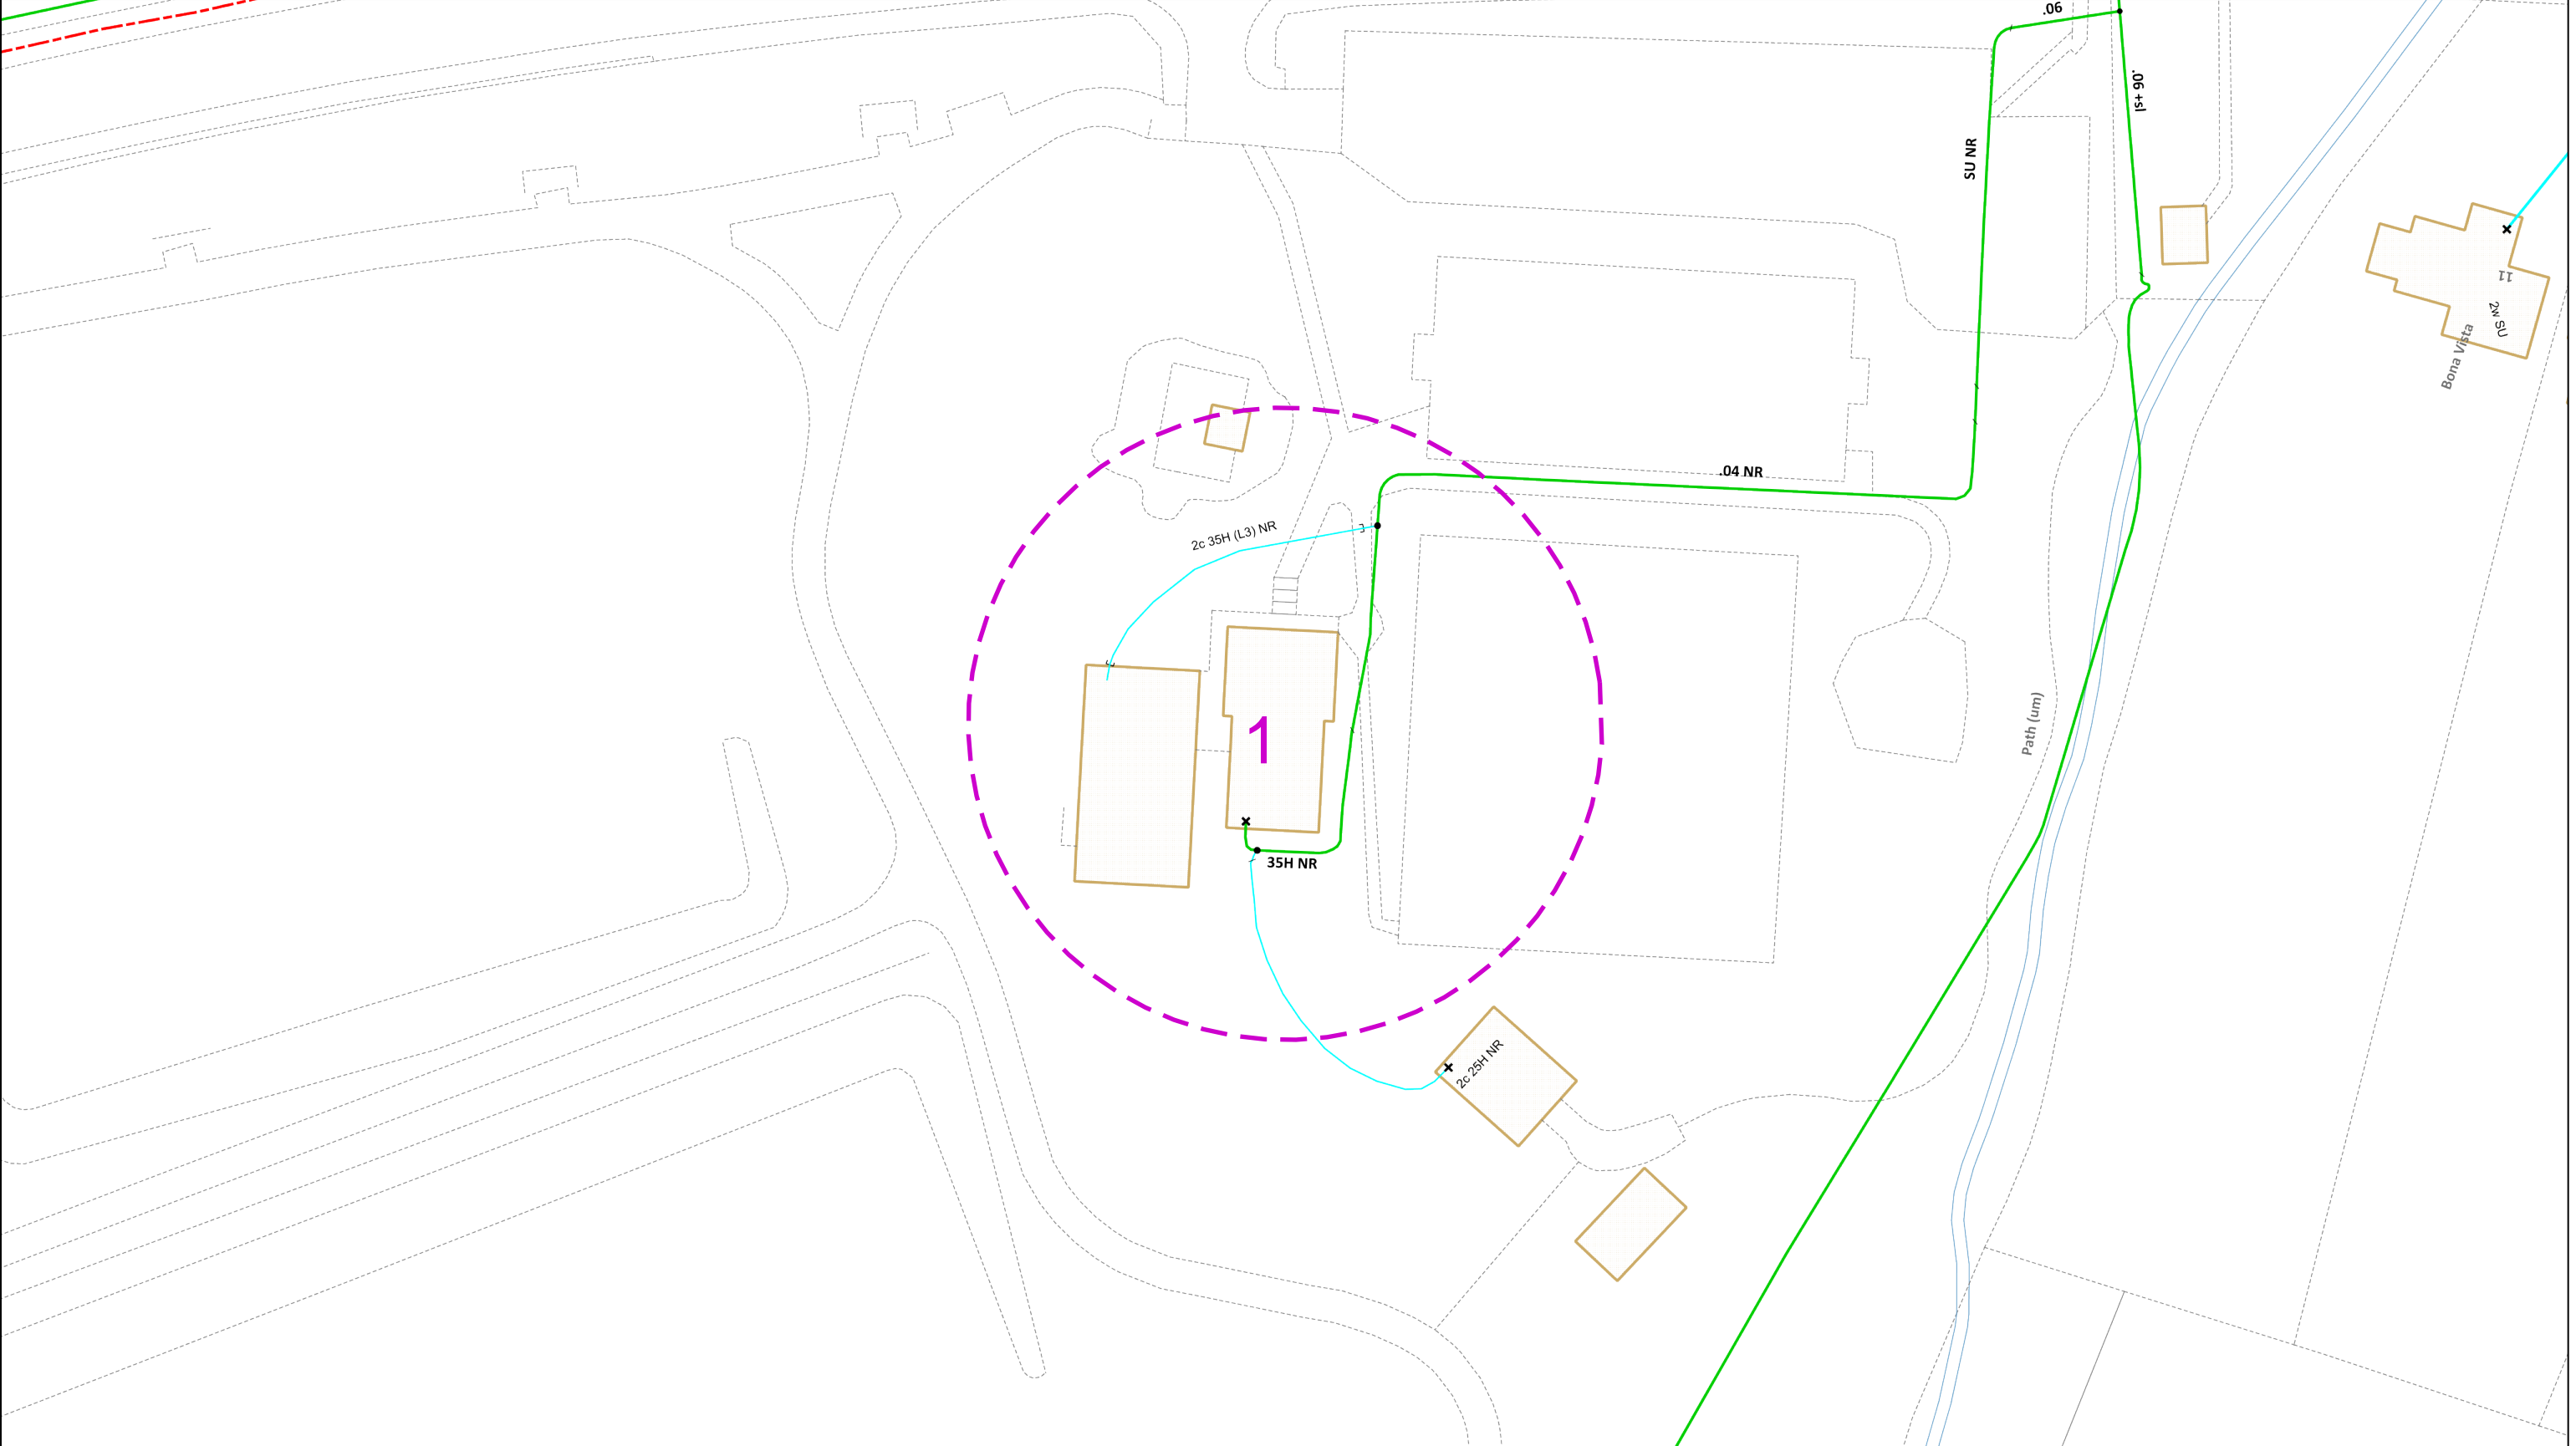 .06
.06 +sl
SU NR
11
2w SU
Bona Vista
.04 NR
2c 35H (L3) NR
Path (um)
1
35H NR
2c 25H NR